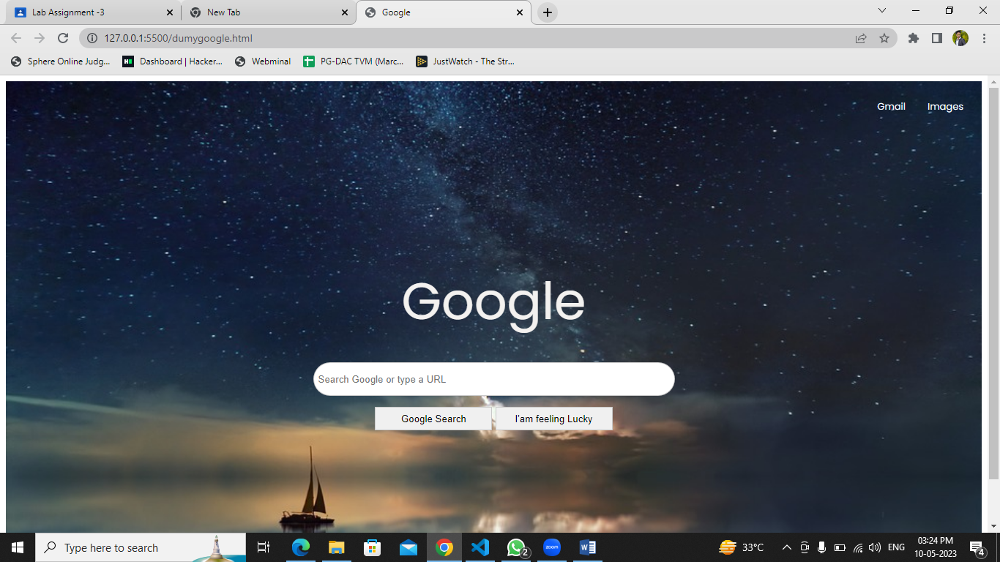 Lab Assignment -3
New Tab
Google
127.0.0.1:5500/dumygoogle.html
Sphere Online Judg...
Dashboard | Hacker...
Webminal
PG-DAC TVM (Marc...
JustWatch - The Str...
Gmail
Images
Google
Search Google or type a URL
Google Search
I'am feeling Lucky
Type here to search
zoom
2
33°C
ENG
03:24 PM
10-05-2023
4